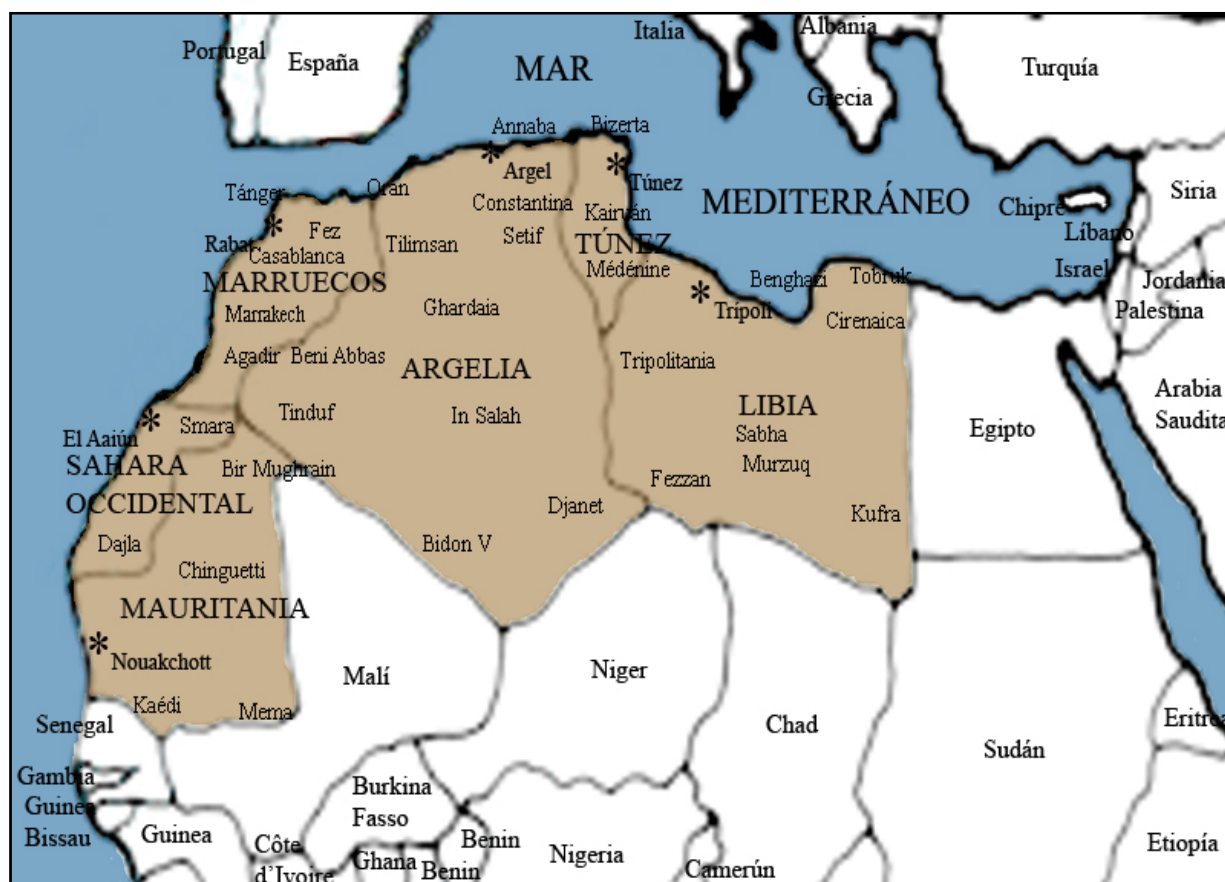 Portugal
España
MAR
Italia
Albania
Grecia
Turquía
Annaba
Bizerta
Tánger
Orán
Argel
Túnez
Constantina
Kairuán
MEDITERRÁNEO
Chipre
Siria
Líbano
Rabat
Fez
Casablanca
Tilimsan
Setif
TÚNEZ
Médénine
Benghazi
Tobruk
Israel
Jordania
Palestina
MARRUECOS
Marrakech
Ghardaia
Trípoli
Cirenaica
Agadir
Beni Abbas
ARGELIA
Tripolitania
Arabia
Saudita
El Aaiún
Smara
Tinduf
In Salah
LIBIA
Sabha
Murzuq
Egipto
SAHARA
OCCIDENTAL
Bir Mughrain
Fezzan
Djanet
Kufra
Dajla
Bidon V
Chinguetti
MAURITANIA
Nouakchott
Kaédi
Mema
Malí
Niger
Chad
Sudán
Eritrea
Senegal
Gambia
Guinea
Bissau
Guinea
Côte
d'Ivoire
Burkina
Fasso
Ghana
Benin
Benin
Nigeria
Camerún
Etiopía